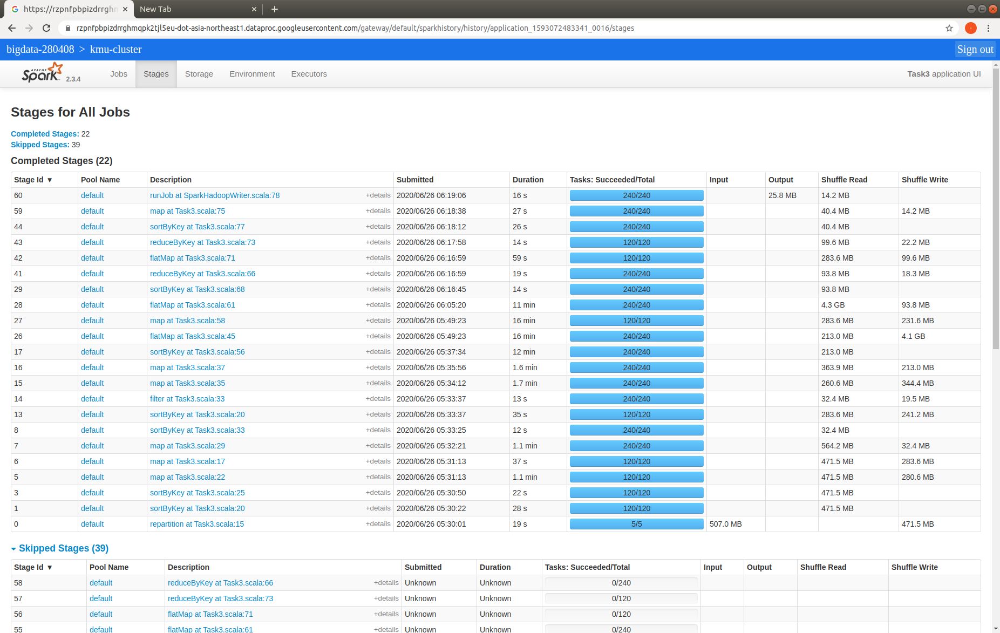 https://rzpnfpbpizdrrghm × New Tab × +
rzpnfpbpizdrrghmqpk2tjl5eu-dot-asia-northeast1.dataproc.googleusercontent.com/gateway/default/sparkhistory/history/application_1593072483341_0016/stages
bigdata-280408 > kmu-cluster Sign out
APACHE Spark 2.3.4 Jobs Stages Storage Environment Executors Task3 application UI
Stages for All Jobs
Completed Stages: 22
Skipped Stages: 39
Completed Stages (22)
Stage Id ▼ Pool Name Description Submitted Duration Tasks: Succeeded/Total Input Output Shuffle Read Shuffle Write
60 default runJob at SparkHadoopWriter.scala:78 +details 2020/06/26 06:19:06 16 s 240/240 25.8 MB 14.2 MB
59 default map at Task3.scala:75 +details 2020/06/26 06:18:38 27 s 240/240 40.4 MB 14.2 MB
44 default sortByKey at Task3.scala:77 +details 2020/06/26 06:18:12 26 s 240/240 40.4 MB
43 default reduceByKey at Task3.scala:73 +details 2020/06/26 06:17:58 14 s 120/120 99.6 MB 22.2 MB
42 default flatMap at Task3.scala:71 +details 2020/06/26 06:16:59 59 s 120/120 283.6 MB 99.6 MB
41 default reduceByKey at Task3.scala:66 +details 2020/06/26 06:16:59 19 s 240/240 93.8 MB 18.3 MB
29 default sortByKey at Task3.scala:68 +details 2020/06/26 06:16:45 14 s 240/240 93.8 MB
28 default flatMap at Task3.scala:61 +details 2020/06/26 06:05:20 11 min 240/240 4.3 GB 93.8 MB
27 default map at Task3.scala:58 +details 2020/06/26 05:49:23 16 min 120/120 283.6 MB 231.6 MB
26 default flatMap at Task3.scala:45 +details 2020/06/26 05:49:23 16 min 240/240 213.0 MB 4.1 GB
17 default sortByKey at Task3.scala:56 +details 2020/06/26 05:37:34 12 min 240/240 213.0 MB
16 default map at Task3.scala:37 +details 2020/06/26 05:35:56 1.6 min 240/240 363.9 MB 213.0 MB
15 default map at Task3.scala:35 +details 2020/06/26 05:34:12 1.7 min 240/240 260.6 MB 344.4 MB
14 default filter at Task3.scala:33 +details 2020/06/26 05:33:37 13 s 240/240 32.4 MB 19.5 MB
13 default sortByKey at Task3.scala:20 +details 2020/06/26 05:33:37 35 s 120/120 283.6 MB 241.2 MB
8 default sortByKey at Task3.scala:33 +details 2020/06/26 05:33:25 12 s 240/240 32.4 MB
7 default map at Task3.scala:29 +details 2020/06/26 05:32:21 1.1 min 240/240 564.2 MB 32.4 MB
6 default map at Task3.scala:17 +details 2020/06/26 05:31:13 37 s 120/120 471.5 MB 283.6 MB
5 default map at Task3.scala:22 +details 2020/06/26 05:31:13 1.1 min 120/120 471.5 MB 280.6 MB
3 default sortByKey at Task3.scala:25 +details 2020/06/26 05:30:50 22 s 120/120 471.5 MB
1 default sortByKey at Task3.scala:20 +details 2020/06/26 05:30:22 28 s 120/120 471.5 MB
0 default repartition at Task3.scala:15 +details 2020/06/26 05:30:01 19 s 5/5 507.0 MB 471.5 MB
Skipped Stages (39)
Stage Id ▼ Pool Name Description Submitted Duration Tasks: Succeeded/Total Input Output Shuffle Read Shuffle Write
58 default reduceByKey at Task3.scala:66 +details Unknown Unknown 0/240
57 default reduceByKey at Task3.scala:73 +details Unknown Unknown 0/120
56 default flatMap at Task3.scala:71 +details Unknown Unknown 0/120
55 default flatMap at Task3.scala:61 +details Unknown Unknown 0/240